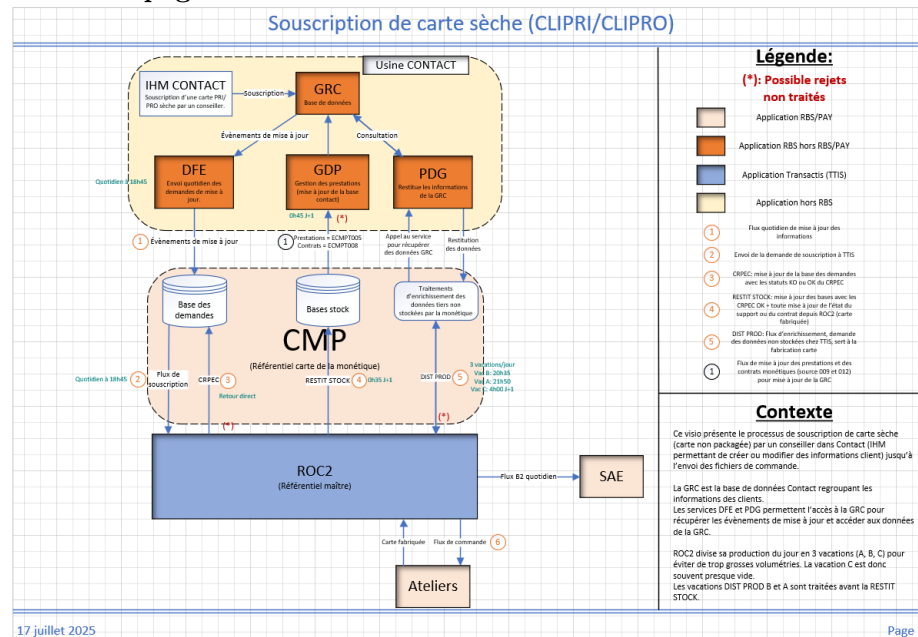 Souscription de carte sèche (CLIPRI/CLIPRO)
Usine CONTACT
IHM CONTACT
Souscription d'une carte PRI/
PRO sèche par un conseiller.
Souscription
GRC
Base de données
Évènements de mise à jour
Consultation
Quotidien à 18h45
DFE
Envoi quotidien des
demandes de mise à
jour.
GDP
Gestion des prestations
(mise à jour de la base
contact)
PDG
Restitue les informations
de la GRC
0h45 J+1
(*)
1
Évènements de mise à jour
1
Prestations = ECMPT005
Contrats = ECMPT008
Appel au service
pour récupérer
des données GRC
Restitution
des données
Base des
demandes
Bases stock
Traitements
d'enrichissement des
données tiers non
stockées par la monétique
CMP
(Référentiel carte de la monétique)
Quotidien à 18h45
2
Flux de
souscription
CRPEC
3
Retour direct
RESTIT STOCK
4
0h35 J+1
DIST PROD
5
3 vacations/jour
Vac B: 20h35
Vac A: 21h50
Vac C: 4h00 J+1
(*)
(*)
ROC2
(Référentiel maître)
Flux B2 quotidien
SAE
Carte fabriquée
Flux de commande
6
Ateliers
Légende:
(*): Possible rejets
non traités
Application RBS/PAY
Application RBS hors RBS/PAY
Application Transactis (TTIS)
Application hors RBS
1
Flux quotidien de mise à jour des
informations
2
Envoi de la demande de souscription à TTIS
3
CRPEC: mise à jour de la base des demandes
avec les statuts KO ou OK du CRPEC
4
RESTIT STOCK: mise à jour des bases avec les
CRPEC OK + toute mise à jour de l'état du
support ou du contrat depuis ROC2 (carte
fabriquée)
5
DIST PROD: Flux d'enrichissement, demande
des données non stockées chez TTIS, sert à la
fabrication carte
1
Flux de mise à jour des prestations et des
contrats monétiques (source 009 et 012)
pour mise à jour de la GRC
Contexte
Ce visio présente le processus de souscription de carte sèche
(carte non packagée) par un conseiller dans Contact (IHM
permettant de créer ou modifier des informations client) jusqu'à
l'envoi des fichiers de commande.
La GRC est la base de données Contact regroupant les
informations des clients.
Les services DFE et PDG permettent l'accès à la GRC pour
récupérer les évènements de mise à jour et accéder aux données
de la GRC.
ROC2 divise sa production du jour en 3 vacations (A, B, C) pour
éviter de trop grosses volumétries. La vacation C est donc
souvent presque vide.
Les vacations DIST PROD B et A sont traitées avant la RESTIT
STOCK.
17 juillet 2025
Page